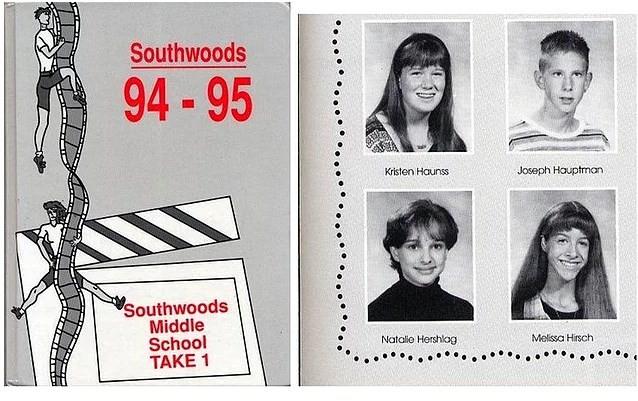 Southwoods
94 - 95
Southwoods
Middle
School
TAKE 1
Kristen Haunss
Joseph Hauptman
Natalie Hershlag
Melissa Hirsch